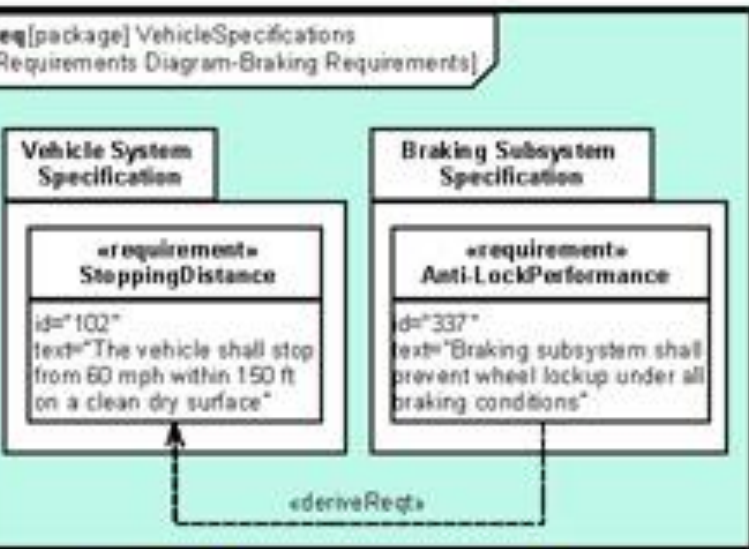 eq[package] VehicleSpecifications
Requirements Diagram-Braking Requirements]
Vehicle System
Specification
Braking Subsystem
Specification
«requirement»
StoppingDistance
id="102"
text="The vehicle shall stop
from 60 mph within 150 ft
on a clean dry surface"
«requirement»
Anti-LockPerformance
id="337"
text="Braking subsystem shall
prevent wheel lockup under all
braking conditions"
«deriveReqt»